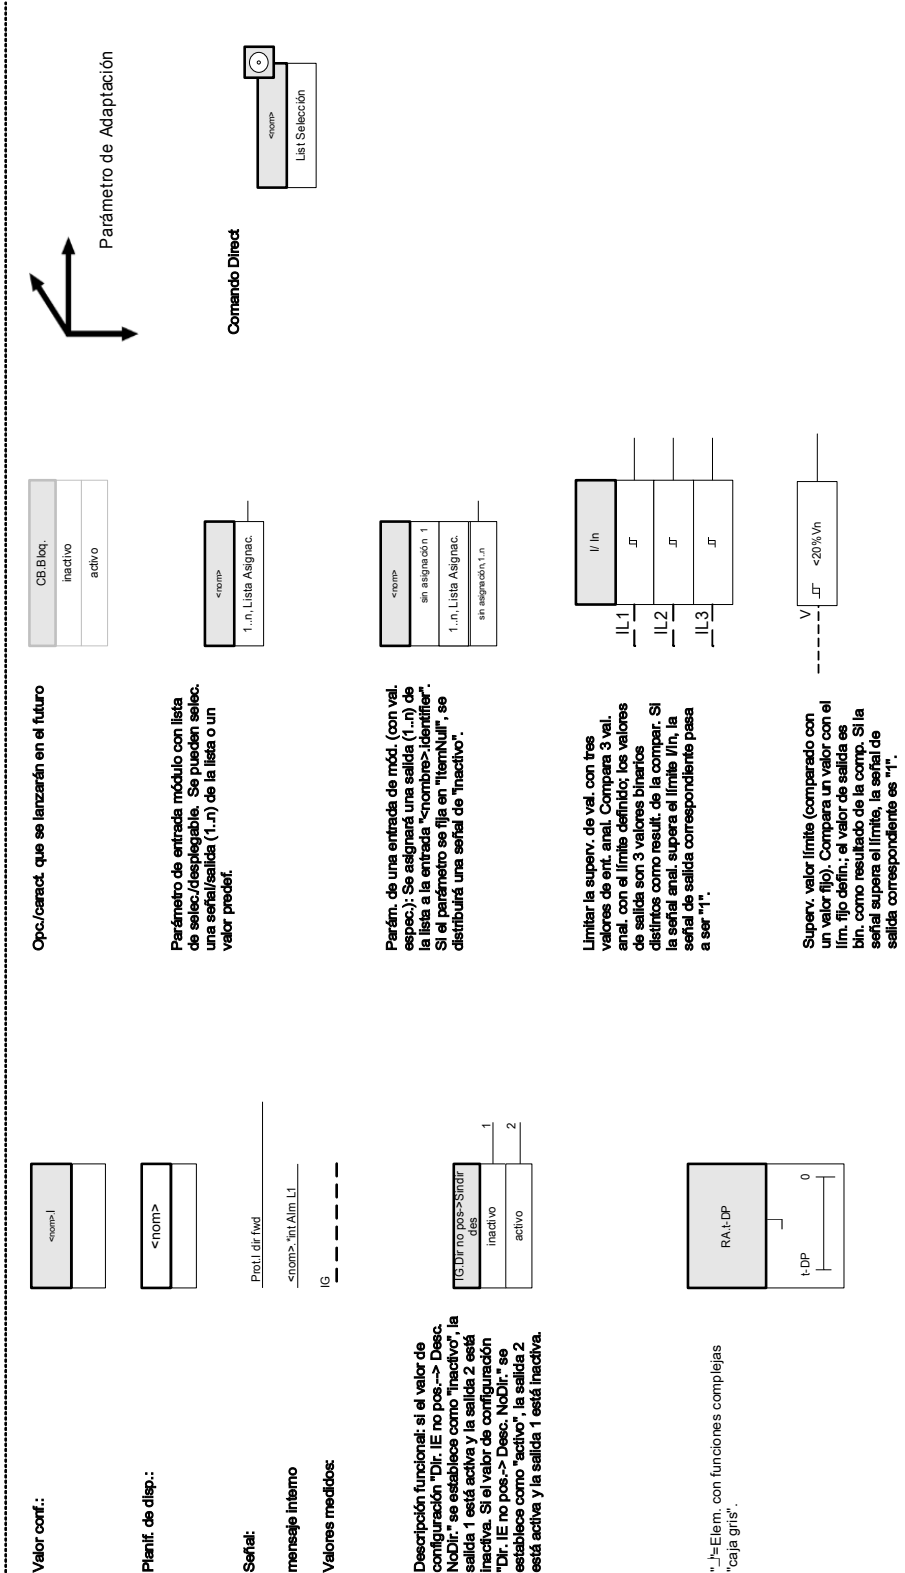 Valor conf.:
<nom>.I
Planif. de disp.:
<nom>
Señal:
Prot.I dir fwd
mensaje interno
<nom>.*int Alm L1
Valores medidos:
IG
Descripción funcional: si el valor de
configuración "Dir. IE no pos.--> Desc.
NoDir." se establece como "inactivo", la
salida 1 está activa y la salida 2 está
inactiva. Si el valor de configuración
"Dir. IE no pos.-> Desc. NoDir." se
establece como "activo", la salida 2
está activa y la salida 1 está inactiva.
IG.Dir no pos->Sindir
des
inactivo
1
activo
2
"=Elem. con funciones complejas
"caja gris".
RA.t-DP
t-DP
0
Opc./caract. que se lanzarán en el futuro
CB.Bloq.
inactivo
activo
Parámetro de entrada módulo con lista
de selec./desplegable. Se pueden selec.
una señal/salida (1..n) de la lista o un
valor predef.
<nom>
1..n, Lista Asignac.
Parám. de una entrada de mód. (con val.
espec.): Se asignará una salida (1..n) de
la lista a la entrada "<nombre>.identifier".
Si el parámetro se fija en "ItemNull", se
distribuirá una señal de "inactivo".
<nom>
sin asignación 1
1..n, Lista Asignac.
sin asignación,1..n
Limitar la superv. de val. con tres
valores de ent. anal. Compara 3 val.
anal. con el límite definido; los valores
de salida son 3 valores binarios
distintos como result. de la compar. Si
la señal anal. supera el límite I/In, la
señal de salida correspondiente pasa
a ser "1".
I/ In
IL1
IL2
IL3
Superv. valor límite (comparado con
un valor fijo). Compara un valor con el
lím. fijo defin.; el valor de salida es
bin. como resultado de la comp. Si la
señal supera el límite, la señal de
salida correspondiente es "1".
V
<20%Vn
Parámetro de Adaptación
Comando Direct
<nom>
List Selección